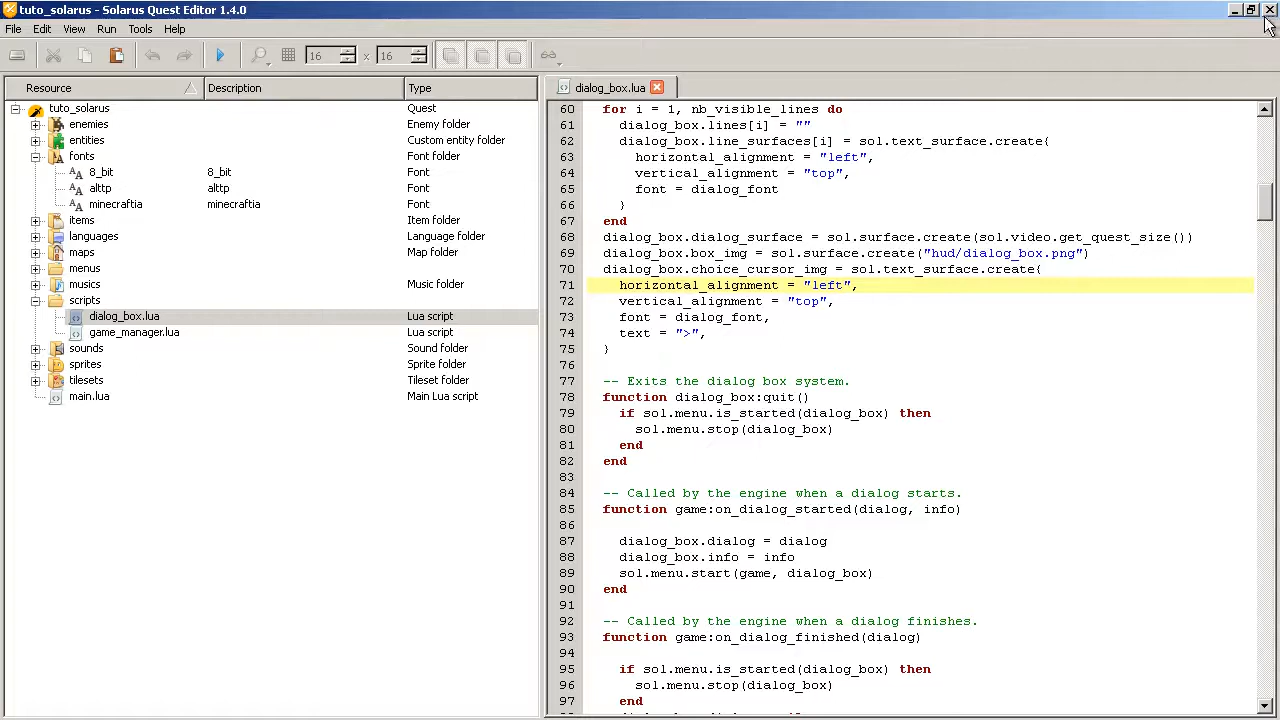 tuto_solarus - Solarus Quest Editor 1.4.0
File Edit View Run Tools Help
16 x 16
Resource Description Type
tuto_solarus Quest
enemies Enemy folder
entities Custom entity folder
fonts Font folder
8_bit 8_bit Font
alttp alttp Font
minecraftia minecraftia Font
items Item folder
languages Language folder
maps Map folder
menus
musics Music folder
scripts
dialog_box.lua Lua script
game_manager.lua Lua script
sounds Sound folder
sprites Sprite folder
tilesets Tileset folder
main.lua Main Lua script
dialog_box.lua
60 for i = 1, nb_visible_lines do
61 dialog_box.lines[i] = ""
62 dialog_box.line_surfaces[i] = sol.text_surface.create{
63 horizontal_alignment = "left",
64 vertical_alignment = "top",
65 font = dialog_font
66 }
67 end
68 dialog_box.dialog_surface = sol.surface.create(sol.video.get_quest_size())
69 dialog_box.box_img = sol.surface.create("hud/dialog_box.png")
70 dialog_box.choice_cursor_img = sol.text_surface.create{
71 horizontal_alignment = "left",
72 vertical_alignment = "top",
73 font = dialog_font,
74 text = ">",
75 }
76
77 -- Exits the dialog box system.
78 function dialog_box:quit()
79 if sol.menu.is_started(dialog_box) then
80 sol.menu.stop(dialog_box)
81 end
82 end
83
84 -- Called by the engine when a dialog starts.
85 function game:on_dialog_started(dialog, info)
86
87 dialog_box.dialog = dialog
88 dialog_box.info = info
89 sol.menu.start(game, dialog_box)
90 end
91
92 -- Called by the engine when a dialog finishes.
93 function game:on_dialog_finished(dialog)
94
95 if sol.menu.is_started(dialog_box) then
96 sol.menu.stop(dialog_box)
97 end